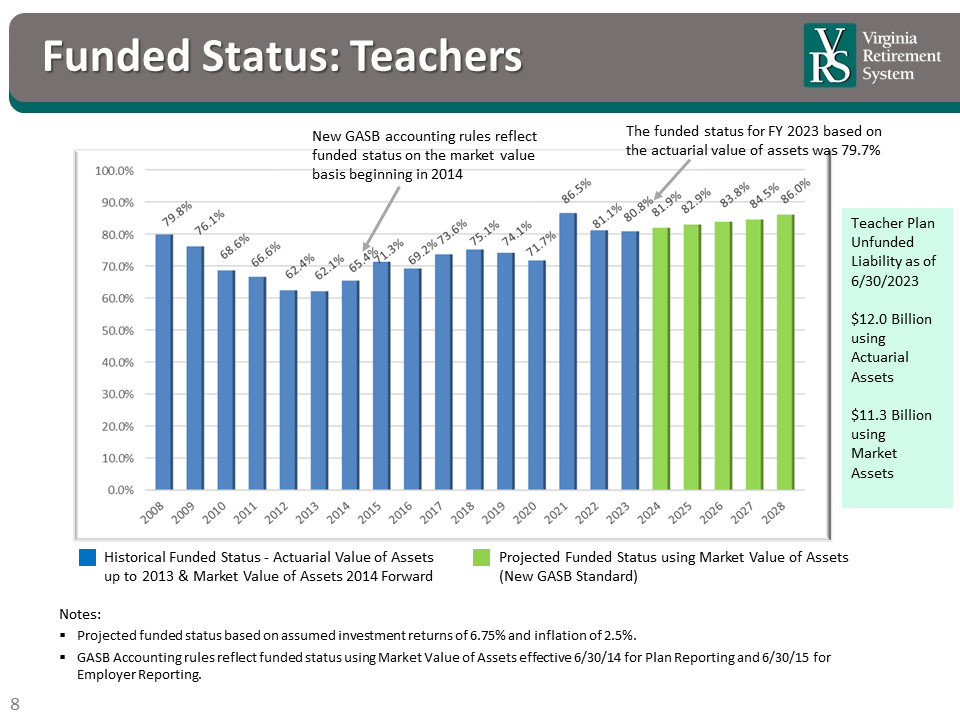 Funded Status: Teachers
Virginia
Retirement
System
VRS
New GASB accounting rules reflect
funded status on the market value
basis beginning in 2014
The funded status for FY 2023 based on
the actuarial value of assets was 79.7%
100.0%
90.0%
80.0%
70.0%
60.0%
50.0%
40.0%
30.0%
20.0%
10.0%
0.0%
79.8%
76.1%
68.6%
66.6%
62.4%
62.1%
65.4%
71.3%
69.2%
73.6%
75.1%
74.1%
71.7%
86.5%
81.1%
80.8%
81.9%
82.9%
83.8%
84.5%
86.0%
2008
2009
2010
2011
2012
2013
2014
2015
2016
2017
2018
2019
2020
2021
2022
2023
2024
2025
2026
2027
2028
Teacher Plan
Unfunded
Liability as of
6/30/2023
$12.0 Billion
using
Actuarial
Assets
$11.3 Billion
using
Market
Assets
Historical Funded Status - Actuarial Value of Assets
up to 2013 & Market Value of Assets 2014 Forward
Projected Funded Status using Market Value of Assets
(New GASB Standard)
Notes:
▪ Projected funded status based on assumed investment returns of 6.75% and inflation of 2.5%.
▪ GASB Accounting rules reflect funded status using Market Value of Assets effective 6/30/14 for Plan Reporting and 6/30/15 for
Employer Reporting.
8